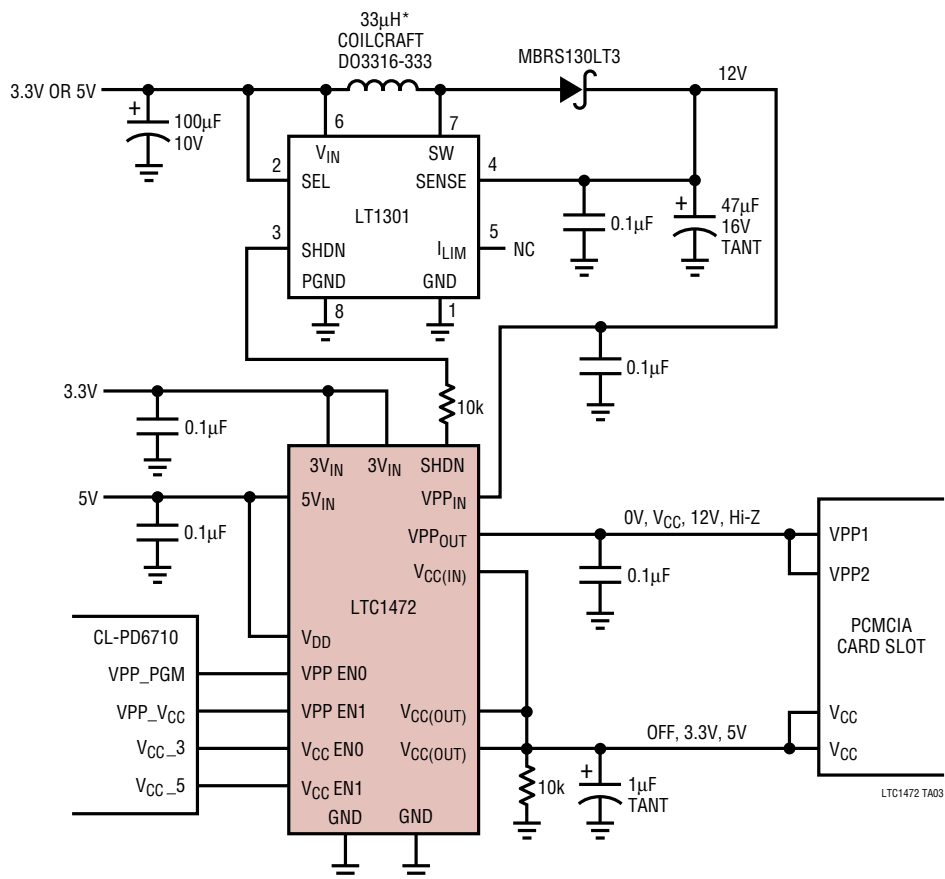 33µH*
COILCRAFT
DO3316-333
MBRS130LT3
12V
3.3V OR 5V
+
100µF
10V
6
7
VIN
SW
2
SEL
SENSE
4
LT1301
+
47µF
16V
TANT
0.1µF
3
SHDN
ILIM
5
NC
PGND
GND
8
1
0.1µF
3.3V
10k
0.1µF
3VIN
3VIN
SHDN
5V
5VIN
VPPIN
0.1µF
VPPOUT
0V, VCC, 12V, Hi-Z
VPP1
0.1µF
VCC(IN)
VPP2
LTC1472
PCMCIA
CARD SLOT
CL-PD6710
VDD
VPP_PGM
VPP EN0
VPP_VCC
VPP EN1
VCC(OUT)
VCC
VCC_3
VCC EN0
VCC(OUT)
OFF, 3.3V, 5V
VCC
VCC_5
VCC EN1
10k
+
1µF
TANT
GND
GND
LTC1472 TA03